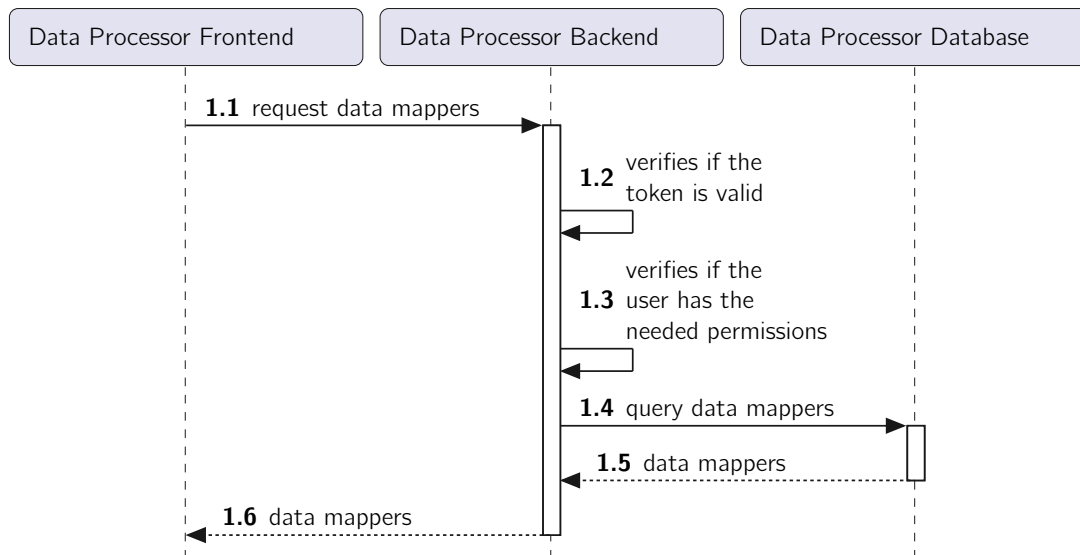 Data Processor Frontend
Data Processor Backend
Data Processor Database
1.1 request data mappers
1.2 verifies if the
token is valid
1.3 verifies if the
user has the
needed permissions
1.4 query data mappers
1.5 data mappers
1.6 data mappers